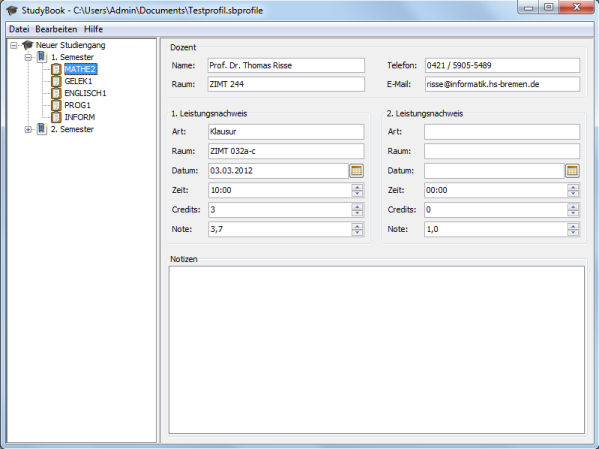 StudyBook - C:\Users\Admin\Documents\Testprofil.sbprofile
Datei Bearbeiten Hilfe
Neuer Studiengang
1. Semester
MATHE2
GELEK1
ENGLISCH1
PROG1
INFORM
2. Semester
Dozent
Name: Prof. Dr. Thomas Risse Telefon: 0421 / 5905-5489
Raum: ZIMT 244 E-Mail: risse@informatik.hs-bremen.de
1. Leistungsnachweis
Art: Klausur
Raum: ZIMT 032a-c
Datum: 03.03.2012
Zeit: 10:00
Credits: 3
Note: 3,7
2. Leistungsnachweis
Art:
Raum:
Datum:
Zeit: 00:00
Credits: 0
Note: 1,0
Notizen